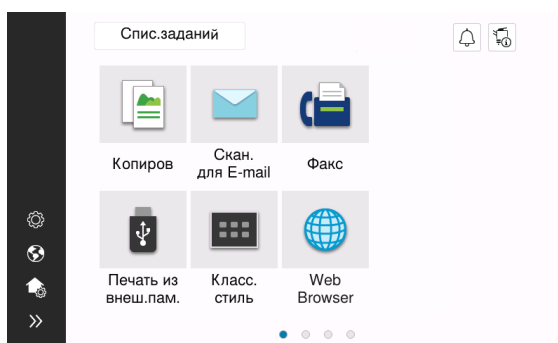 Спис.заданий
Копиров
Скан.
для E-mail
Факс
Печать из
внеш.пам.
Класс.
стиль
Web
Browser